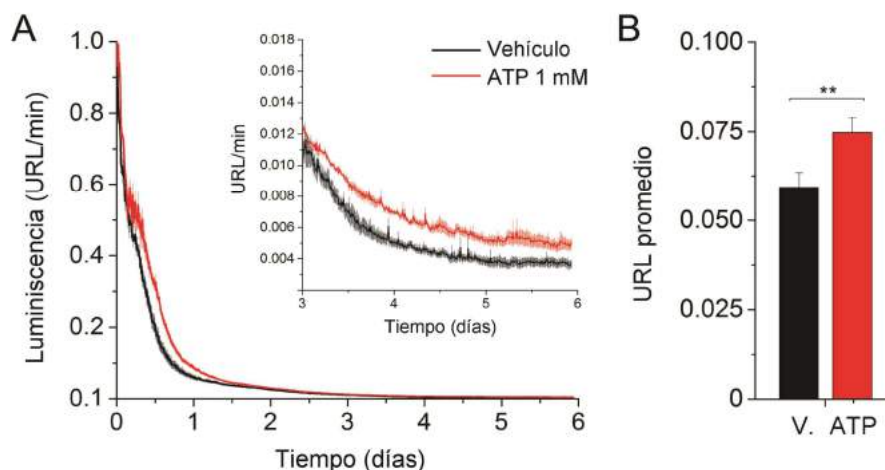 A
Luminiscencia (URL/min)
1.0
0.8
0.6
0.4
0.2
0.1
0
1
2
3
4
5
6
Tiempo (días)
URL/min
0.018
0.016
0.014
0.012
0.010
0.008
0.006
0.004
3
4
5
6
Tiempo (días)
Vehículo
ATP 1 mM
B
URL promedio
0.100
0.075
0.050
0.025
0
**
V.
ATP